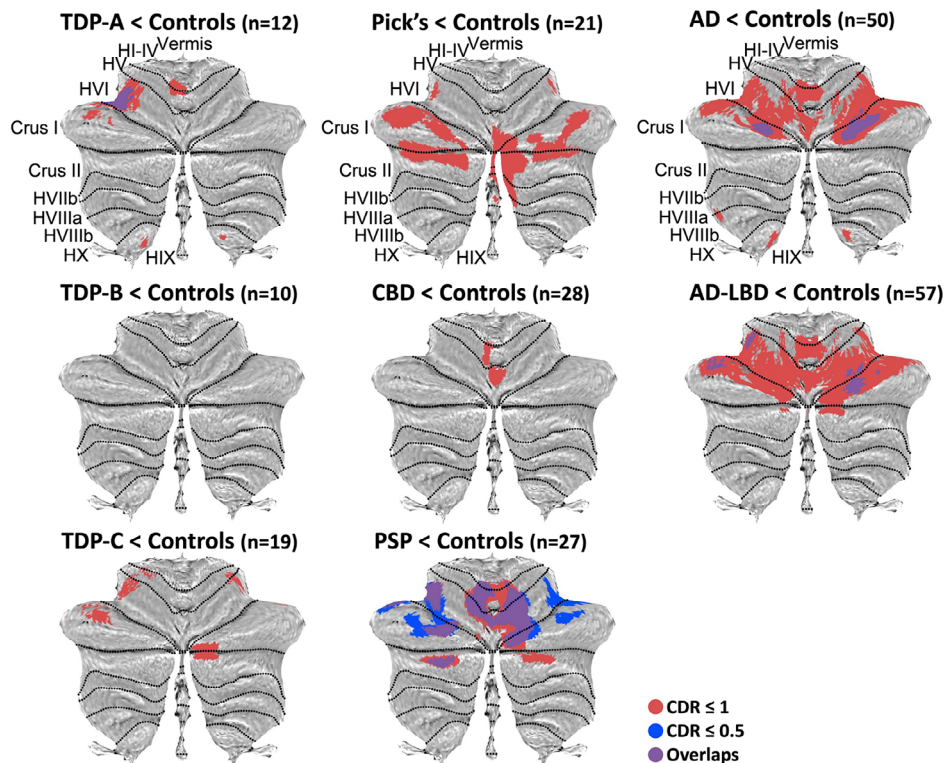 TDP-A < Controls (n=12)
HI-IV Vermis
HV
HVI
Crus I
Crus II
HVIIb
HVIIIa
HVIIIb
HX
HIX
Pick's < Controls (n=21)
HI-IV Vermis
HV
HVI
Crus I
Crus II
HVIIb
HVIIIa
HVIIIb
HX
HIX
AD < Controls (n=50)
HI-IV Vermis
HV
HVI
Crus I
Crus II
HVIIb
HVIIIa
HVIIIb
HX
HIX
TDP-B < Controls (n=10)
CBD < Controls (n=28)
AD-LBD < Controls (n=57)
TDP-C < Controls (n=19)
PSP < Controls (n=27)
CDR ≤ 1
CDR ≤ 0.5
Overlaps